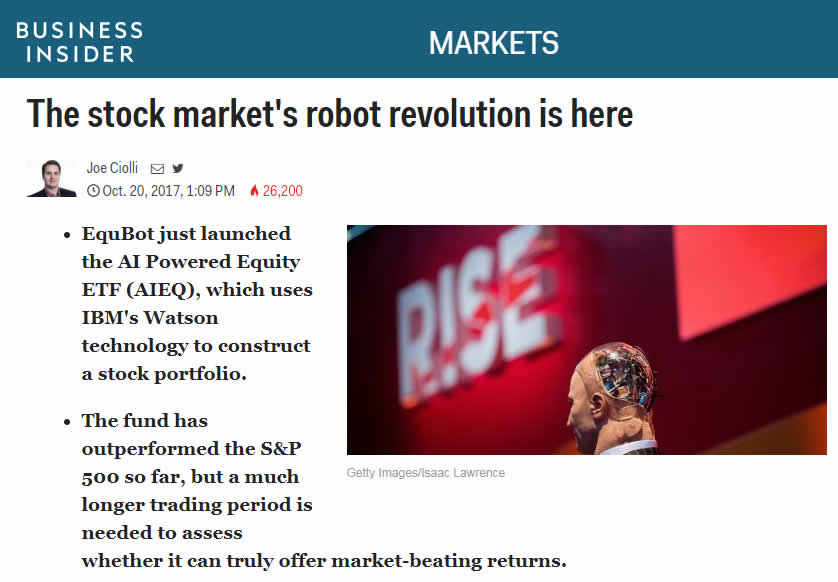 BUSINESS
INSIDER
MARKETS
The stock market's robot revolution is here
Joe Ciolli
Oct. 20, 2017, 1:09 PM 26,200
EquBot just launched
the AI Powered Equity
ETF (AIEQ), which uses
IBM's Watson
technology to construct
a stock portfolio.
The fund has
outperformed the S&P
500 so far, but a much
longer trading period is
needed to assess
whether it can truly offer market-beating returns.
RISE
Getty Images/Isaac Lawrence